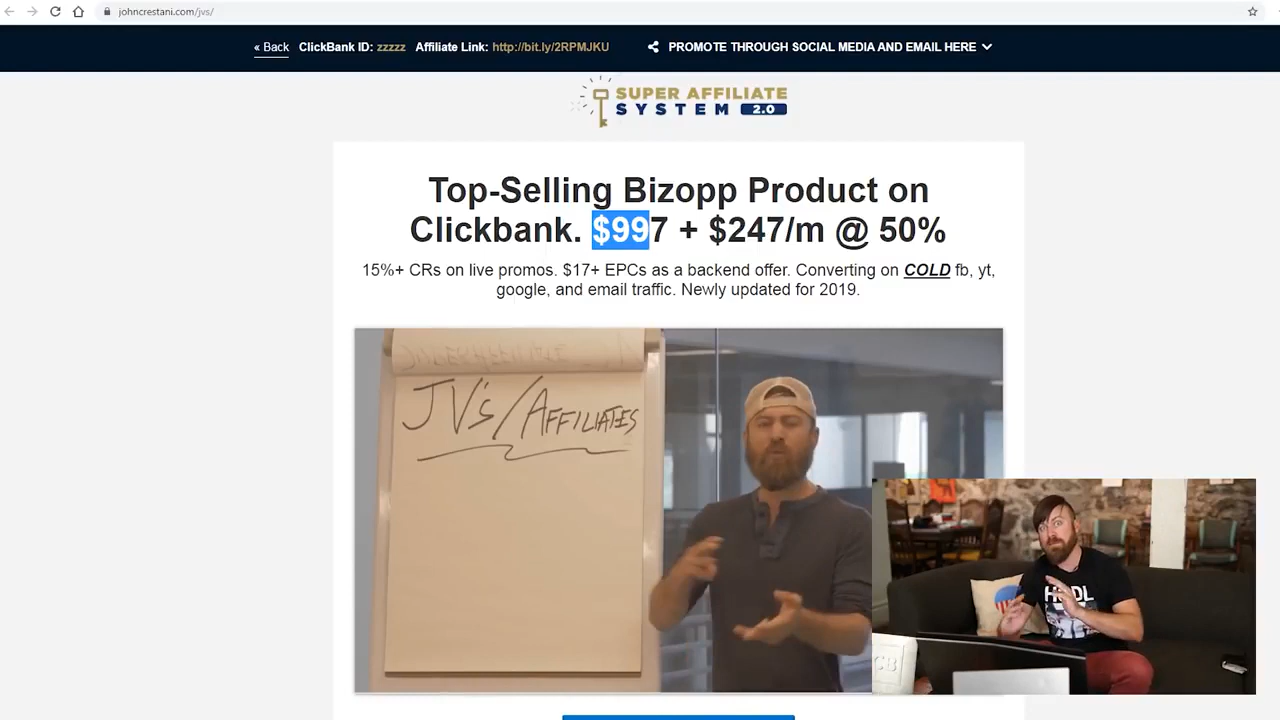 johncrestani.com/jvs/
« Back ClickBank ID: zzzzz Affiliate Link: http://bit.ly/2RPMJKU PROMOTE THROUGH SOCIAL MEDIA AND EMAIL HERE
SUPER AFFILIATE
SYSTEM 2.0
Top-Selling Bizopp Product on
Clickbank. $997 + $247/m @ 50%
15%+ CRs on live promos. $17+ EPCs as a backend offer. Converting on COLD fb, yt,
google, and email traffic. Newly updated for 2019.
JV's/AFFILIATES
CB